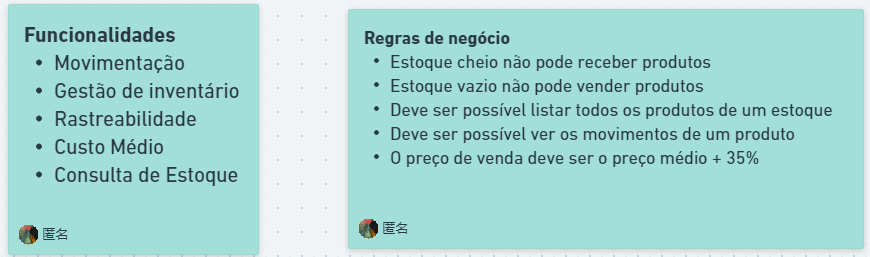 Funcionalidades
• Movimentação
• Gestão de inventário
• Rastreabilidade
• Custo Médio
• Consulta de Estoque
匿名
Regras de negócio
• Estoque cheio não pode receber produtos
• Estoque vazio não pode vender produtos
• Deve ser possível listar todos os produtos de um estoque
• Deve ser possível ver os movimentos de um produto
• O preço de venda deve ser o preço médio + 35%
匿名